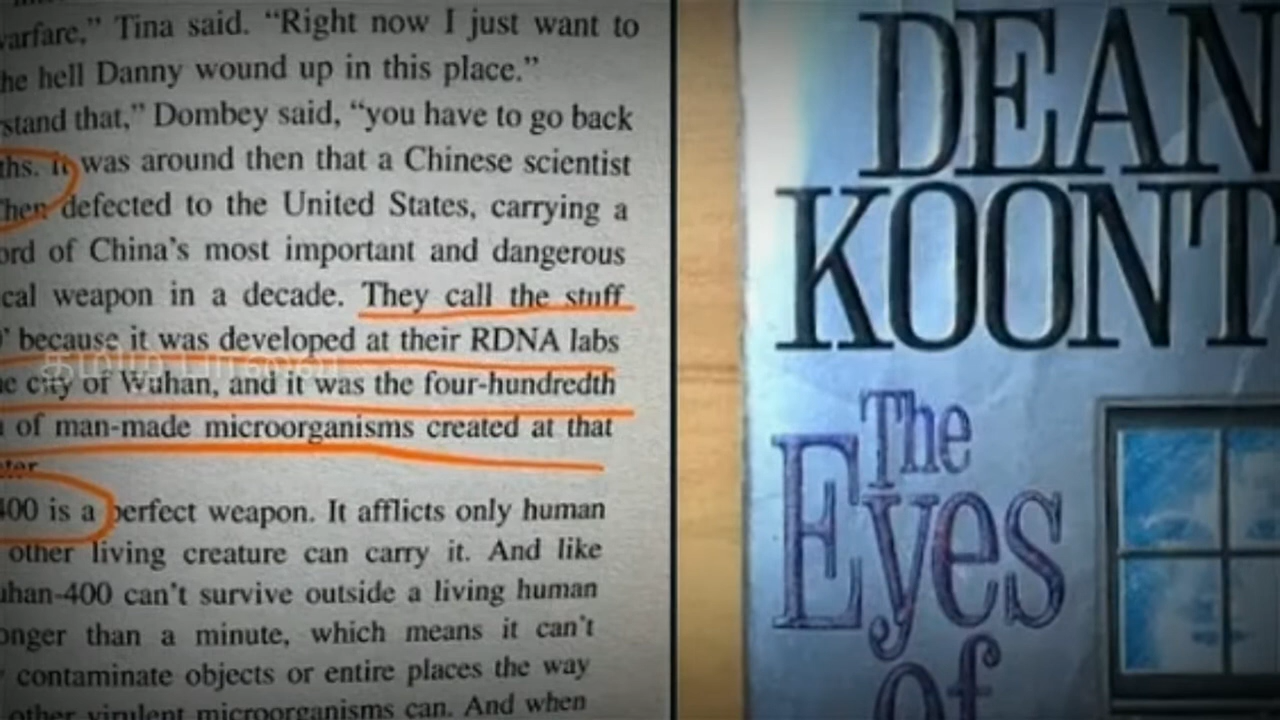 warfare,” Tina said. “Right now I just want to
he hell Danny wound up in this place.”
stand that,” Dombey said, “you have to go back
ths. It was around then that a Chinese scientist
Chen defected to the United States, carrying a
ord of China’s most important and dangerous
cal weapon in a decade. They call the stuff
because it was developed at their RDNA labs
e city of Wuhan, and it was the four-hundredth
of man-made microorganisms created at that
400 is a perfect weapon. It afflicts only human
other living creature can carry it. And like
uhan-400 can’t survive outside a living human
onger than a minute, which means it can’t
contaminate objects or entire places the way
other virulent microorganisms can. And when
DEAN
KOONT
The
Eyes
of